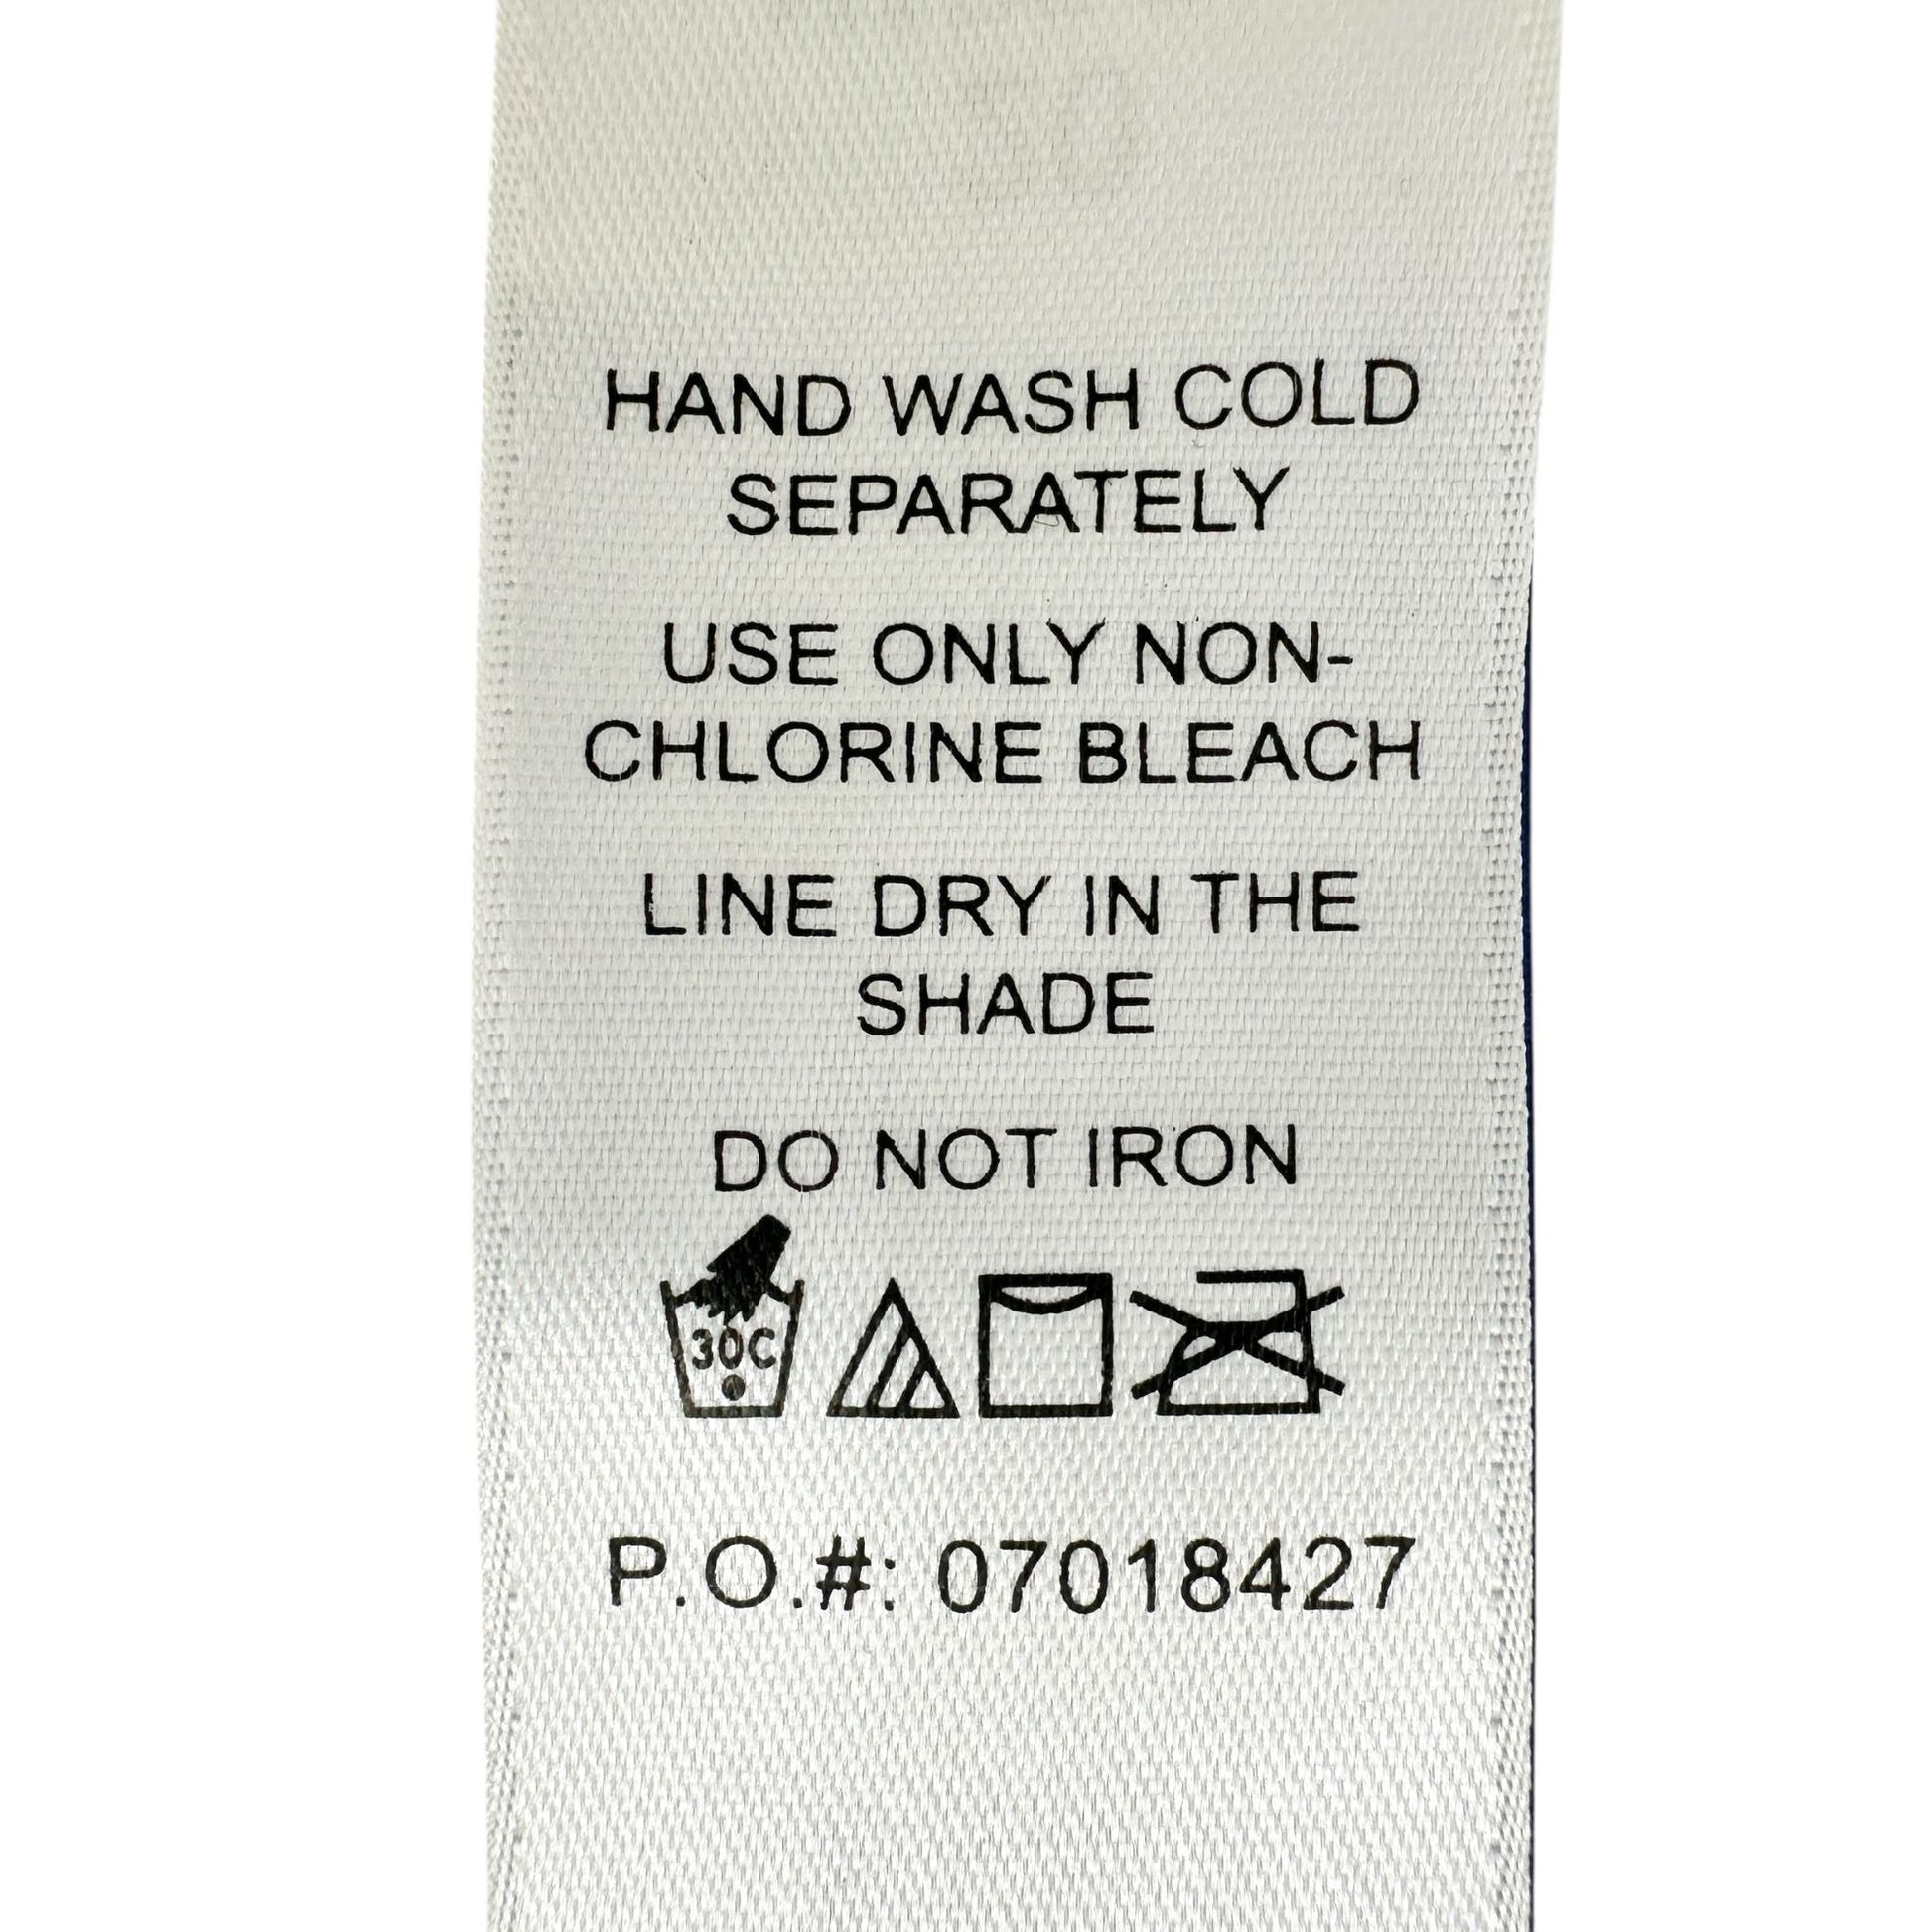 HAND WASH COLD
SEPARATELY
USE ONLY NON-
CHLORINE BLEACH
LINE DRY IN THE
SHADE
DO NOT IRON
30C
P.O.#: 07018427